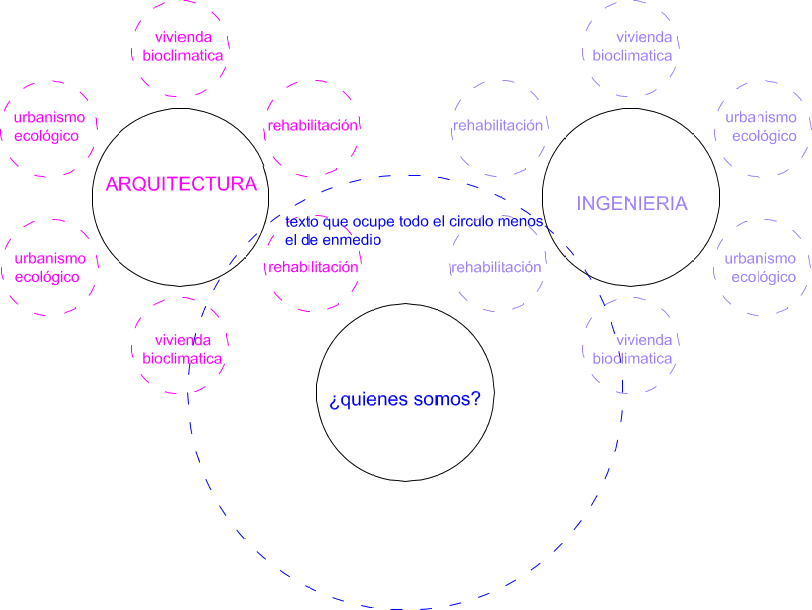 vivienda
bioclimatica
vivienda
bioclimatica
urbanismo
ecológico
rehabilitación
rehabilitación
urbanismo
ecológico
ARQUITECTURA
INGENIERIA
texto que ocupe todo el circulo menos
el de enmedio
urbanismo
ecológico
rehabilitación
rehabilitación
urbanismo
ecológico
vivienda
bioclimatica
vivienda
bioclimatica
¿quienes somos?